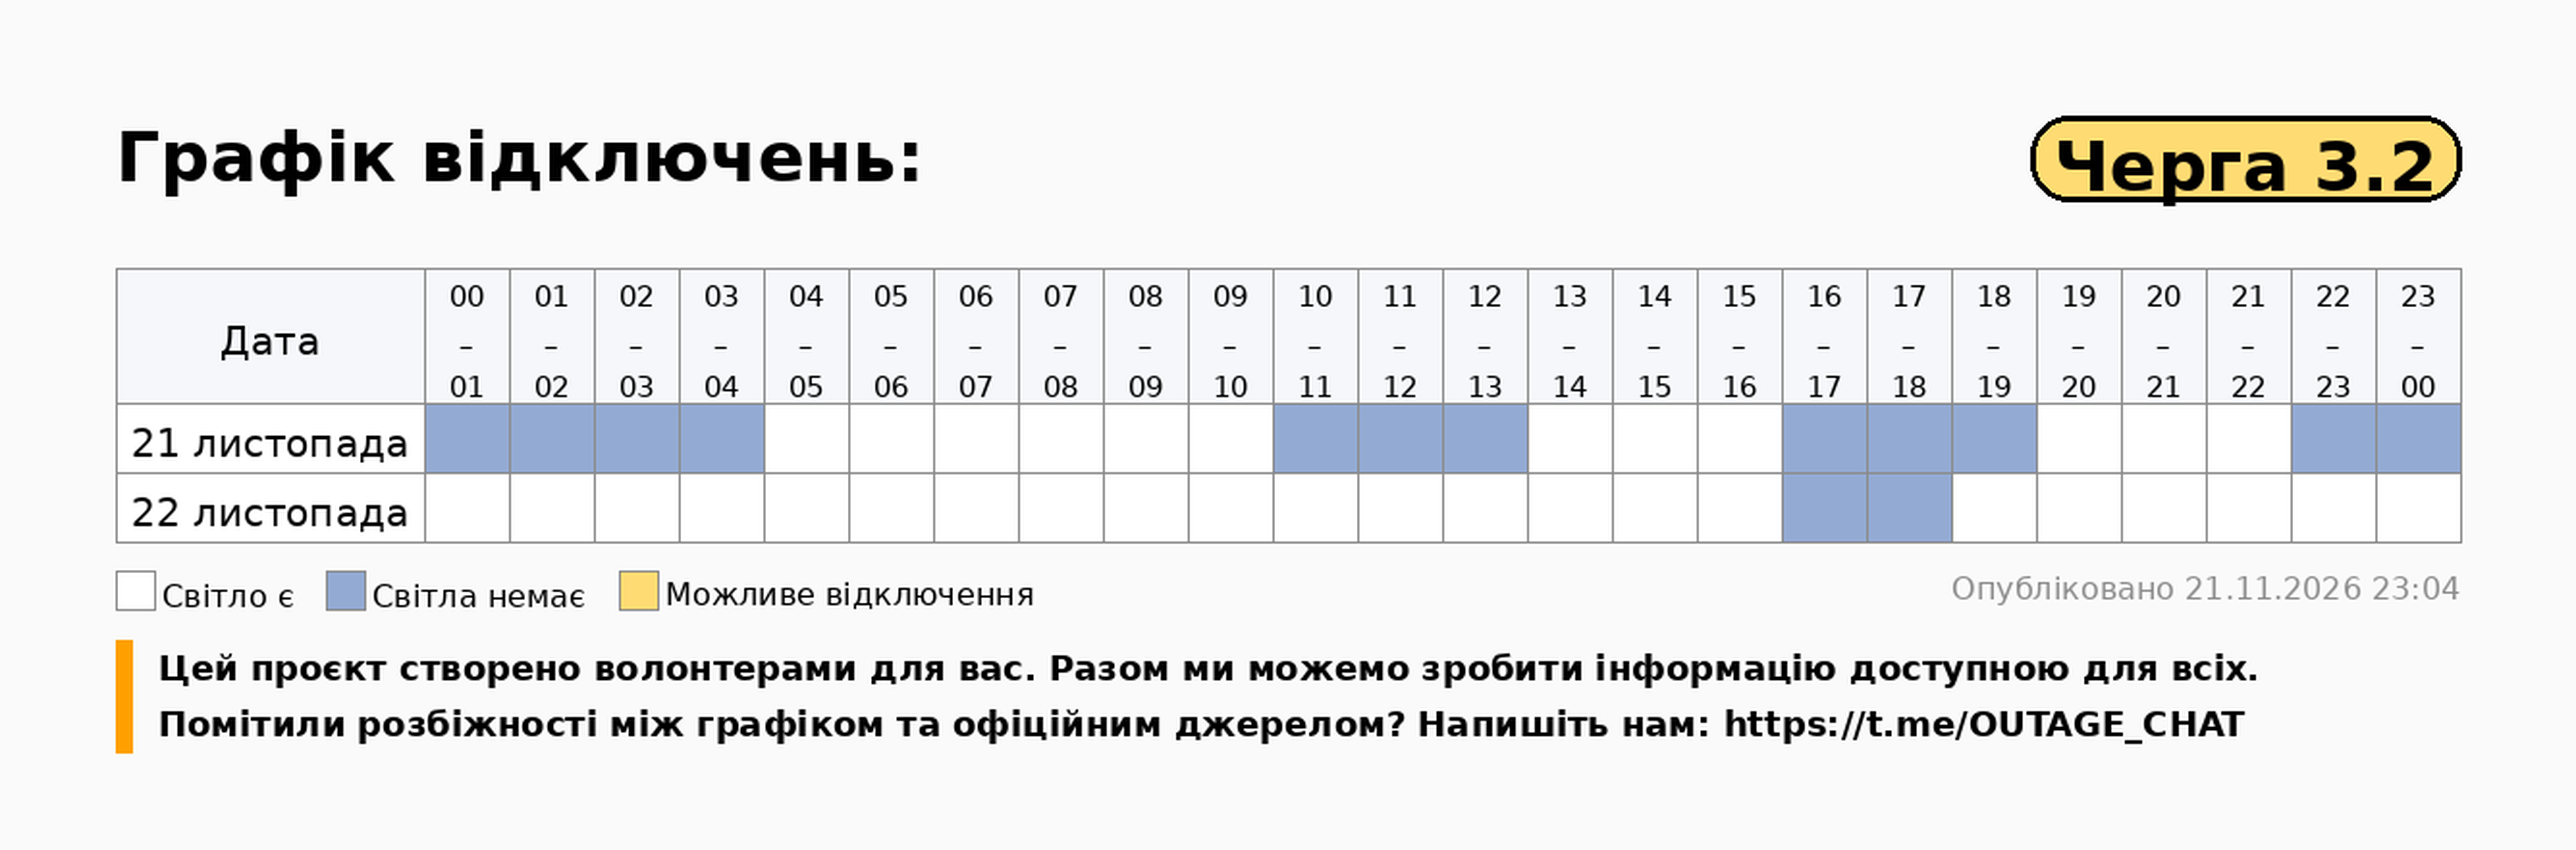 Графік відключень:
Черга 3.2
Дата 00 – 01 01 – 02 02 – 03 03 – 04 04 – 05 05 – 06 06 – 07 07 – 08 08 – 09 09 – 10 10 – 11 11 – 12 12 – 13 13 – 14 14 – 15 15 – 16 16 – 17 17 – 18 18 – 19 19 – 20 20 – 21 21 – 22 22 – 23 23 – 00
21 листопада
22 листопада
Світло є Світла немає Можливе відключення
Опубліковано 21.11.2026 23:04
Цей проєкт створено волонтерами для вас. Разом ми можемо зробити інформацію доступною для всіх.
Помітили розбіжності між графіком та офіційним джерелом? Напишіть нам: https://t.me/OUTAGE_CHAT